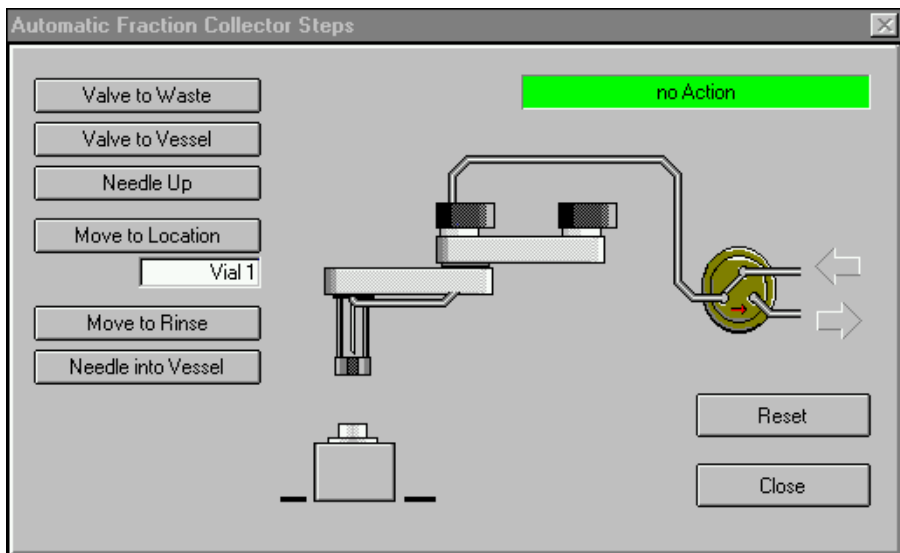 Automatic Fraction Collector Steps
Valve to Waste
no Action
Valve to Vessel
Needle Up
Move to Location
Vial 1
Move to Rinse
Needle into Vessel
Reset
Close